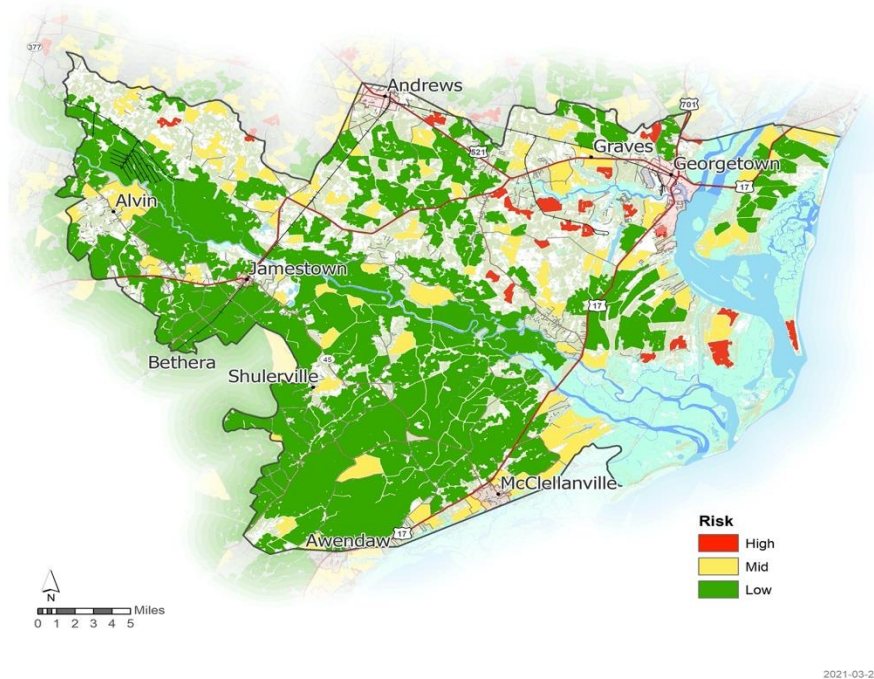 377
Andrews
701
521
Graves
Georgetown
17
Alvin
Jamestown
17
Bethera
45
Shulerville
McClellanville
Awendaw
17
Risk
High
Mid
Low
N
Miles
0 1 2 3 4 5
2021-03-2